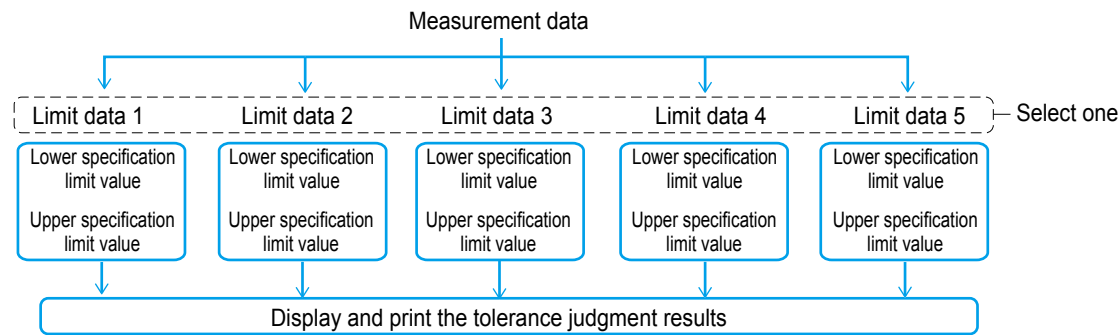 Measurement data
Limit data 1
Limit data 2
Limit data 3
Limit data 4
Limit data 5
Select one
Lower specification
limit value
Upper specification
limit value
Lower specification
limit value
Upper specification
limit value
Lower specification
limit value
Upper specification
limit value
Lower specification
limit value
Upper specification
limit value
Lower specification
limit value
Upper specification
limit value
Display and print the tolerance judgment results